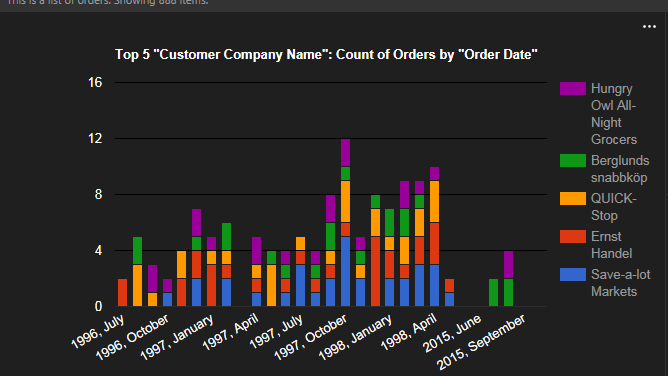 This is a list of orders. Showing 888 items.
Top 5 "Customer Company Name": Count of Orders by "Order Date"
16
12
8
4
0
1996, July
1996, October
1997, January
1997, April
1997, July
1997, October
1998, January
1998, April
2015, June
2015, September
Hungry
Owl All-
Night
Grocers
Berglunds
snabbköp
QUICK-
Stop
Ernst
Handel
Save-a-lot
Markets